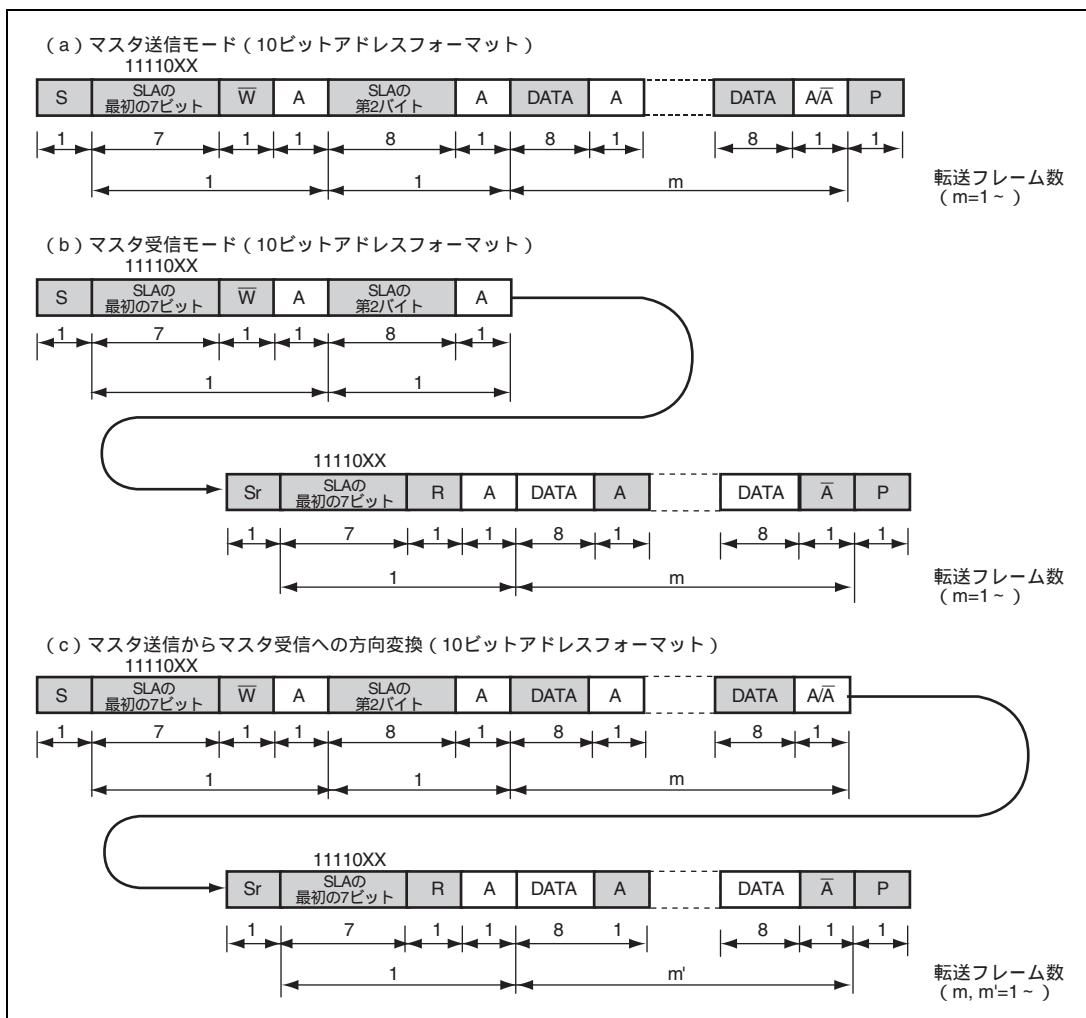 (a)マスタ送信モード(10ビットアドレスフォーマット)
11110XX
S SLAの最初の7ビット W̅ A SLAの第2バイト A DATA A DATA A/A̅ P
1 7 1 1 8 1 8 1 8 1 1
1 1 m
転送フレーム数
(m=1~)
(b)マスタ受信モード(10ビットアドレスフォーマット)
11110XX
S SLAの最初の7ビット W̅ A SLAの第2バイト A
1 7 1 1 8 1
1 1
11110XX
Sr SLAの最初の7ビット R A DATA A DATA A̅ P
1 7 1 1 8 1 8 1 1
1 m
転送フレーム数
(m=1~)
(c)マスタ送信からマスタ受信への方向変換(10ビットアドレスフォーマット)
11110XX
S SLAの最初の7ビット W̅ A SLAの第2バイト A DATA A DATA A/A̅
1 7 1 1 8 1 8 1 8 1
1 1 m
11110XX
Sr SLAの最初の7ビット R A DATA A DATA A̅ P
1 7 1 1 8 1 8 1 1
1 m'
転送フレーム数
(m, m'=1~)